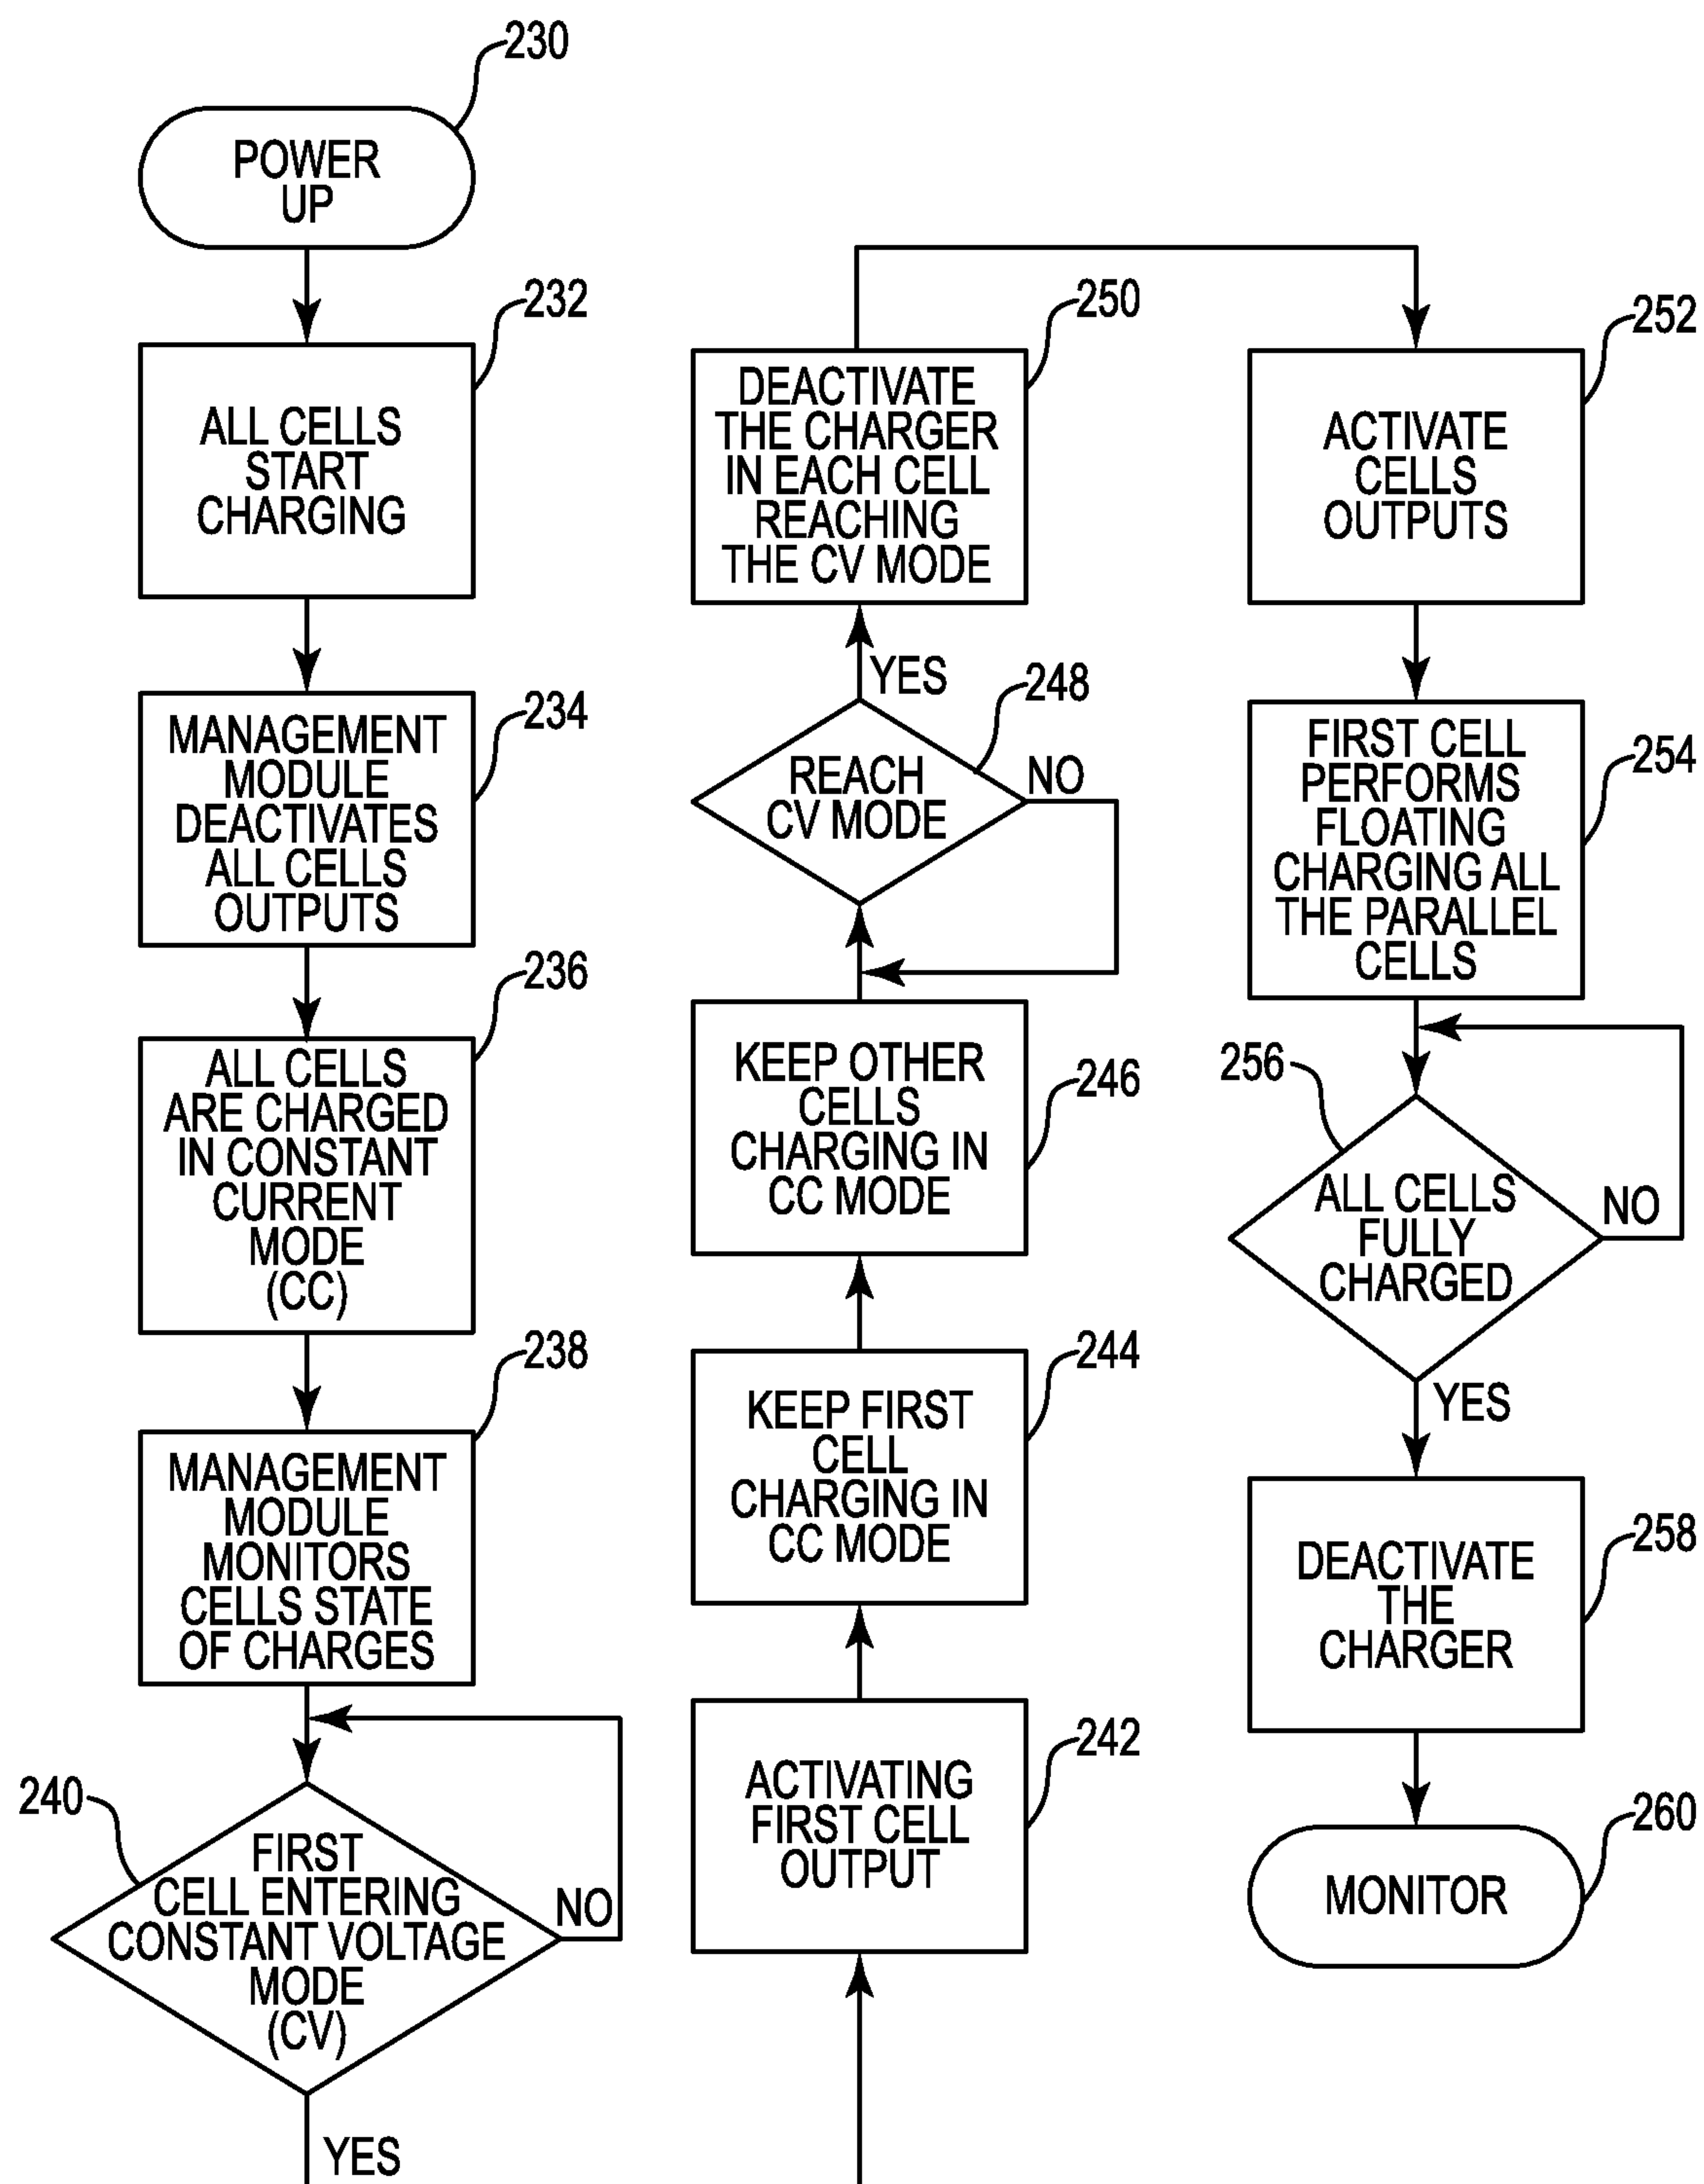 230
POWER
UP
232
ALL CELLS
START
CHARGING
234
MANAGEMENT
MODULE
DEACTIVATES
ALL CELLS
OUTPUTS
236
ALL CELLS
ARE CHARGED
IN CONSTANT
CURRENT
MODE
(CC)
238
MANAGEMENT
MODULE
MONITORS
CELLS STATE
OF CHARGES
240
FIRST
CELL ENTERING
CONSTANT VOLTAGE
MODE
(CV)
NO
YES
250
DEACTIVATE
THE CHARGER
IN EACH CELL
REACHING
THE CV MODE
YES
248
REACH
CV MODE
NO
246
KEEP OTHER
CELLS
CHARGING IN
CC MODE
244
KEEP FIRST
CELL
CHARGING IN
CC MODE
242
ACTIVATING
FIRST CELL
OUTPUT
252
ACTIVATE
CELLS
OUTPUTS
254
FIRST CELL
PERFORMS
FLOATING
CHARGING ALL
THE PARALLEL
CELLS
256
ALL CELLS
FULLY
CHARGED
NO
YES
258
DEACTIVATE
THE
CHARGER
260
MONITOR